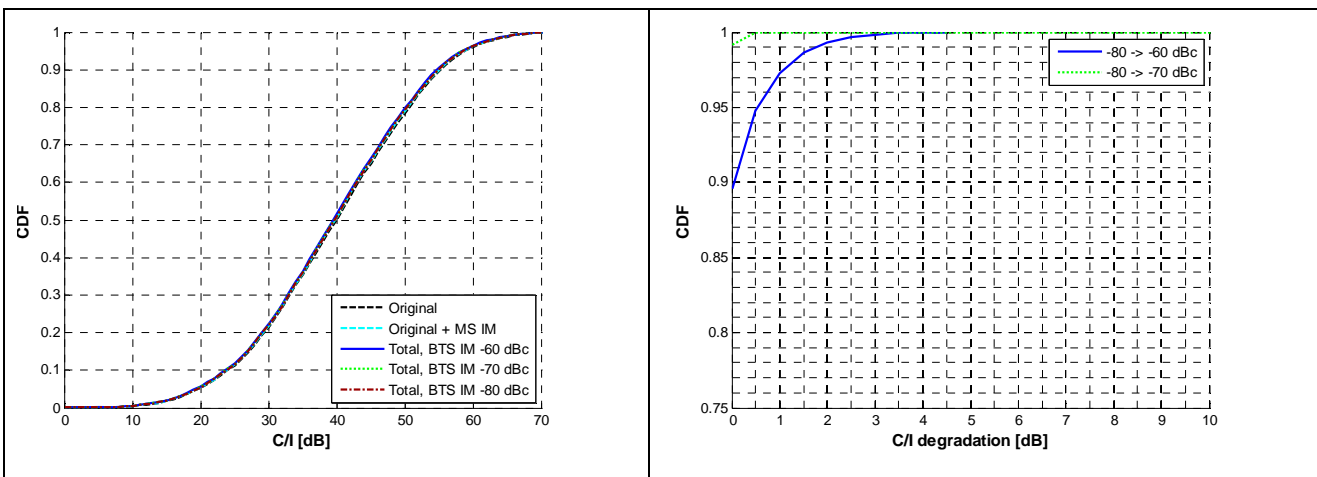 1
0.9
0.8
0.7
0.6
0.5
0.4
0.3
0.2
0.1
0
CDF
0 10 20 30 40 50 60 70
C/I [dB]
Original
Original + MS IM
Total, BTS IM -60 dBc
Total, BTS IM -70 dBc
Total, BTS IM -80 dBc
1
0.95
0.9
0.85
0.8
0.75
CDF
0 1 2 3 4 5 6 7 8 9 10
C/I degradation [dB]
-80 -> -60 dBc
-80 -> -70 dBc